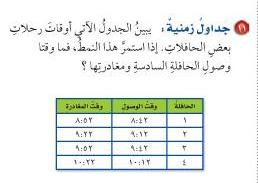 ٢١ جداولُ زمنيةٌ: يبينُ الجدولُ الآتي أوقاتَ رحلاتِ
بعضِ الحافلاتِ. إذا استمرَّ هذا النمطُ، فما وقتا
وصولِ الحافلةِ السادسةِ ومغادرتِها؟
الحافلة وقت الوصول وقت المغادرة
١ ٨:٤٢ ٨:٥٢
٢ ٩:١٢ ٩:٢٢
٣ ٩:٤٢ ٩:٥٢
٤ ١٠:١٢ ١٠:٢٢